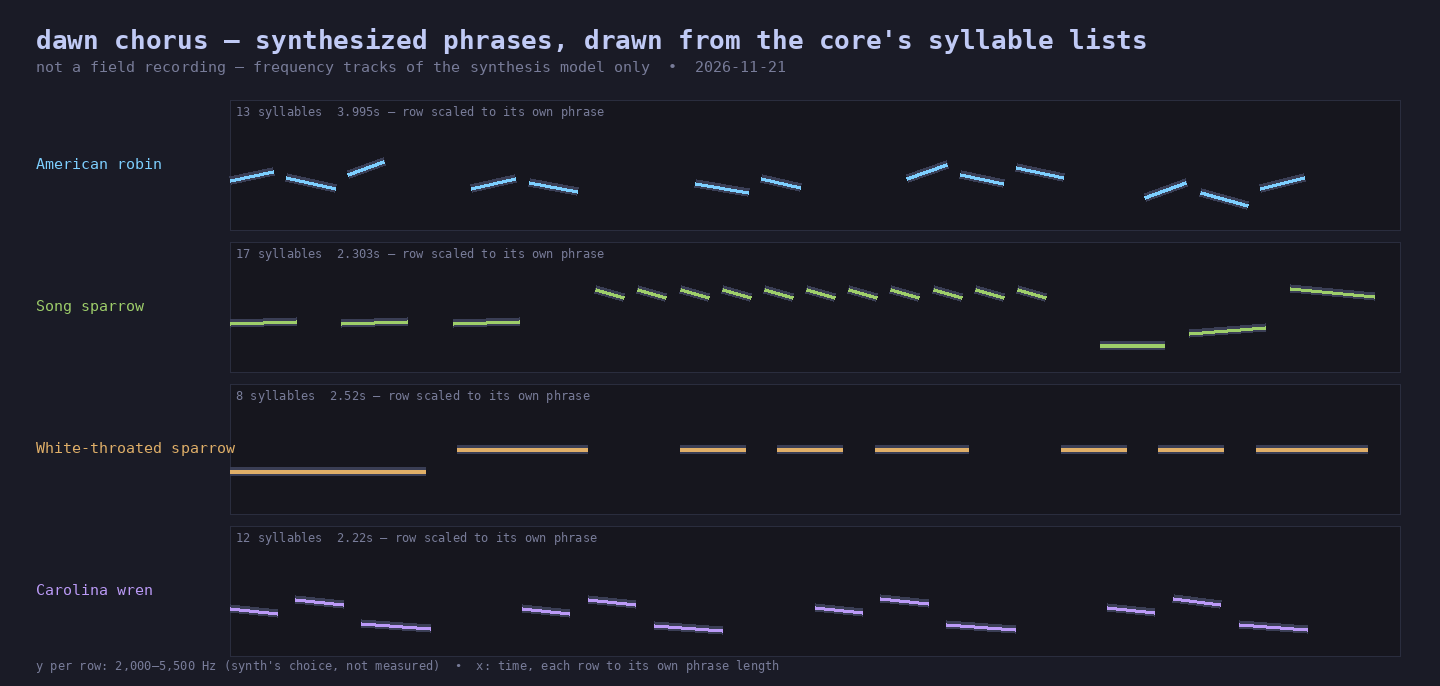 dawn chorus — synthesized phrases, drawn from the core's syllable lists
not a field recording — frequency tracks of the synthesis model only • 2026-11-21
13 syllables 3.995s — row scaled to its own phrase
American robin
17 syllables 2.303s — row scaled to its own phrase
Song sparrow
8 syllables 2.52s — row scaled to its own phrase
White-throated sparrow
12 syllables 2.22s — row scaled to its own phrase
Carolina wren
y per row: 2,000–5,500 Hz (synth's choice, not measured) • x: time, each row to its own phrase length